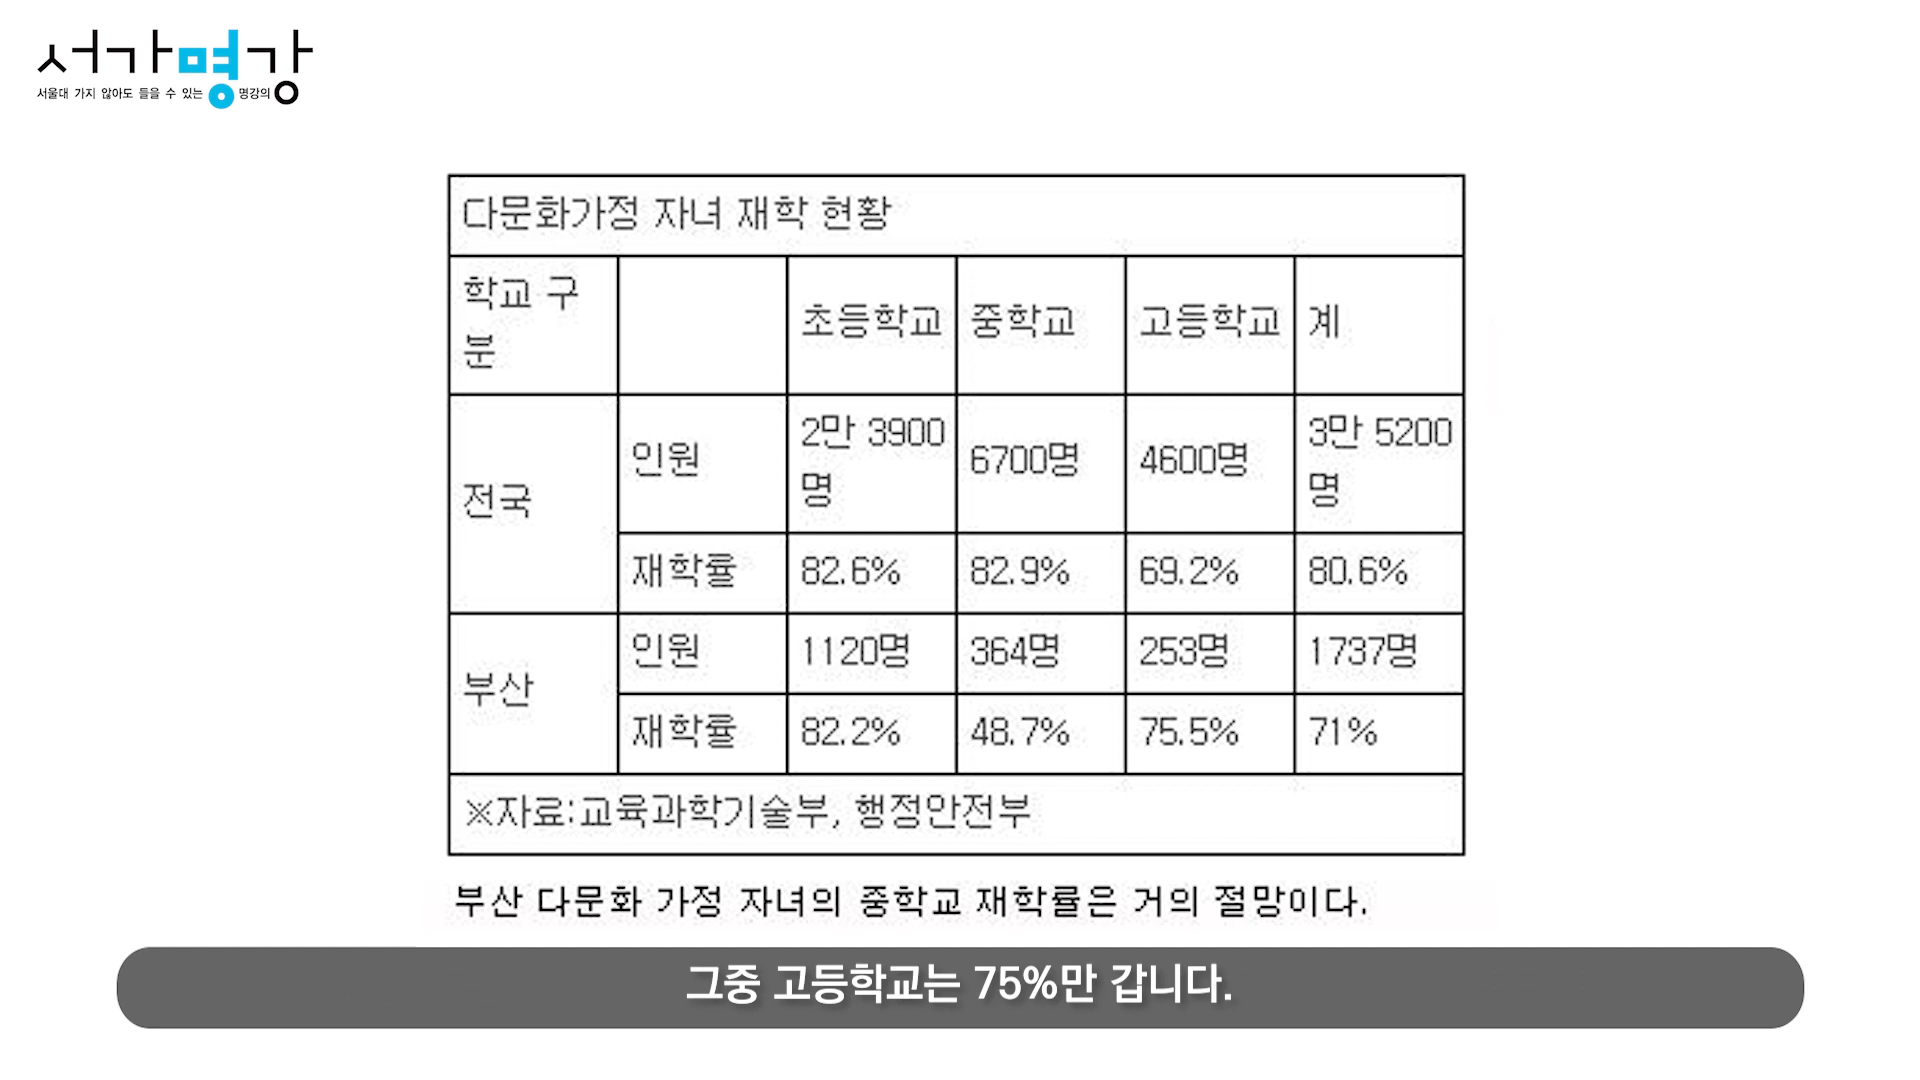 서가명강
서울대 가지 않아도 들을 수 있는 명강의
다문화가정 자녀 재학 현황
학교 구분 초등학교 중학교 고등학교 계
전국 인원 2만 3900명 6700명 4600명 3만 5200명
재학률 82.6% 82.9% 69.2% 80.6%
부산 인원 1120명 364명 253명 1737명
재학률 82.2% 48.7% 75.5% 71%
※자료:교육과학기술부, 행정안전부
부산 다문화 가정 자녀의 중학교 재학률은 거의 절망이다.
그중 고등학교는 75%만 갑니다.